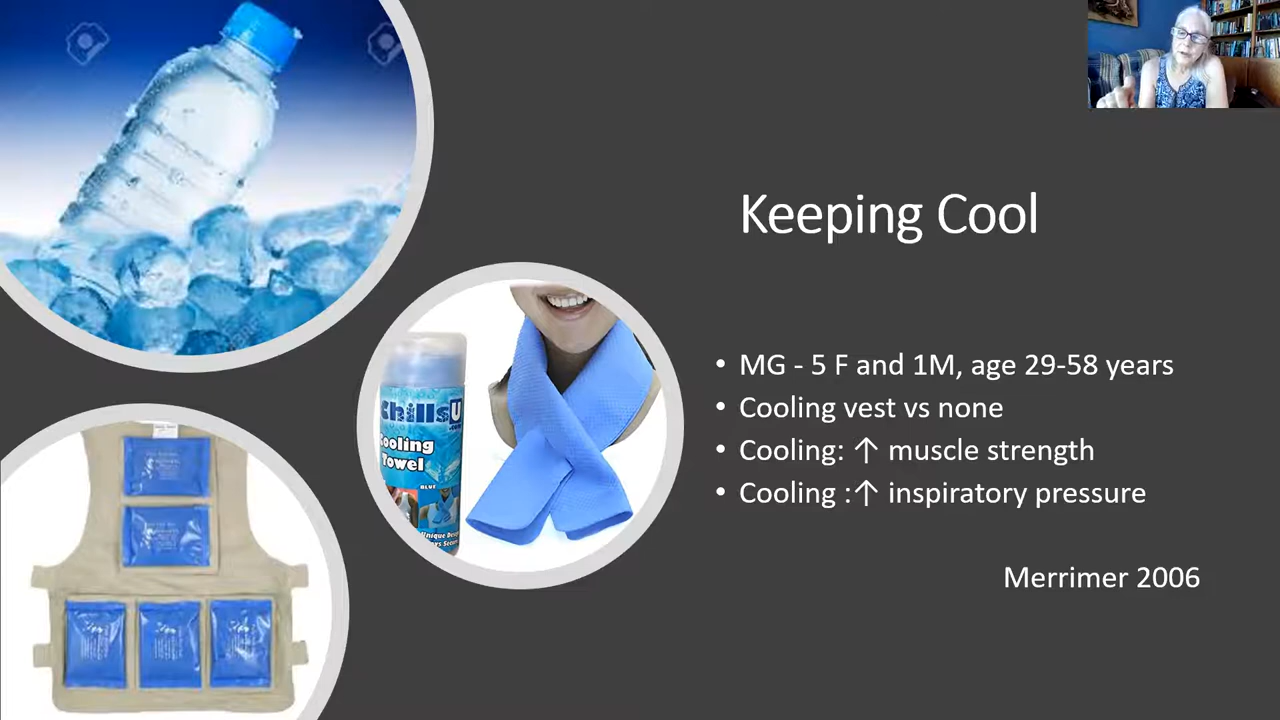 Keeping Cool
• MG - 5 F and 1M, age 29-58 years
• Cooling vest vs none
• Cooling: ↑ muscle strength
• Cooling :↑ inspiratory pressure
Merrimer 2006
ChillsU
Cooling
Towel
BLUE